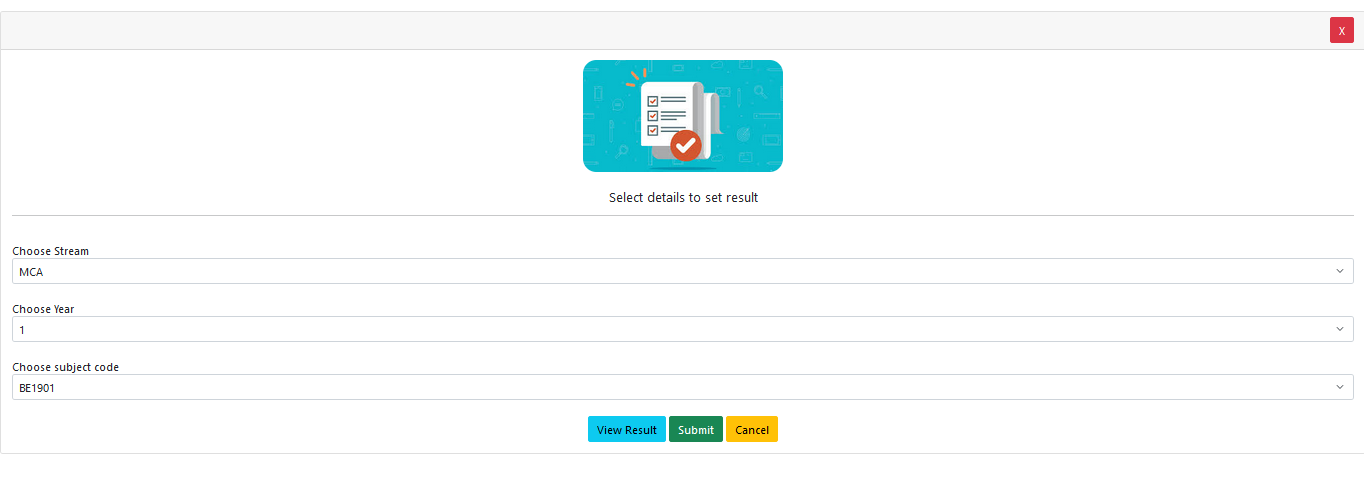 X
Select details to set result
Choose Stream
MCA
Choose Year
1
Choose subject code
BE1901
View Result Submit Cancel